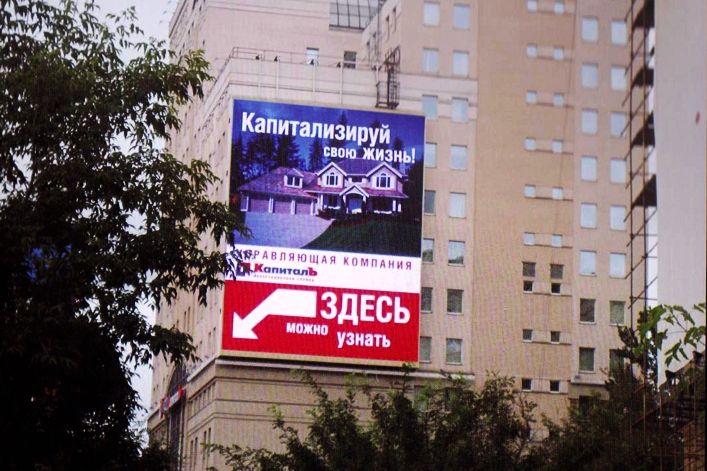 Капитализируй
свою жизнь!
УПРАВЛЯЮЩАЯ КОМПАНИЯ
КапиталЪ
ЗДЕСЬ
можно
узнать